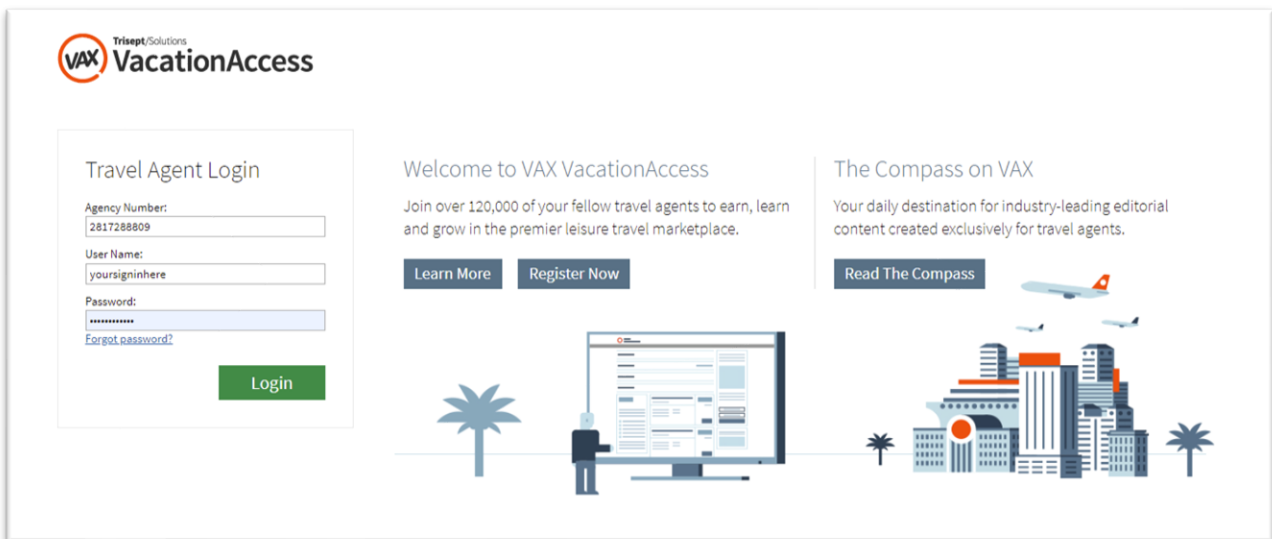 Trisept/Solutions
VAX VacationAccess
Travel Agent Login
Agency Number:
2817288809
User Name:
yoursigninhere
Password:
••••••••••••
Forgot password?
Login
Welcome to VAX VacationAccess
Join over 120,000 of your fellow travel agents to earn, learn
and grow in the premier leisure travel marketplace.
Learn More Register Now
The Compass on VAX
Your daily destination for industry-leading editorial
content created exclusively for travel agents.
Read The Compass